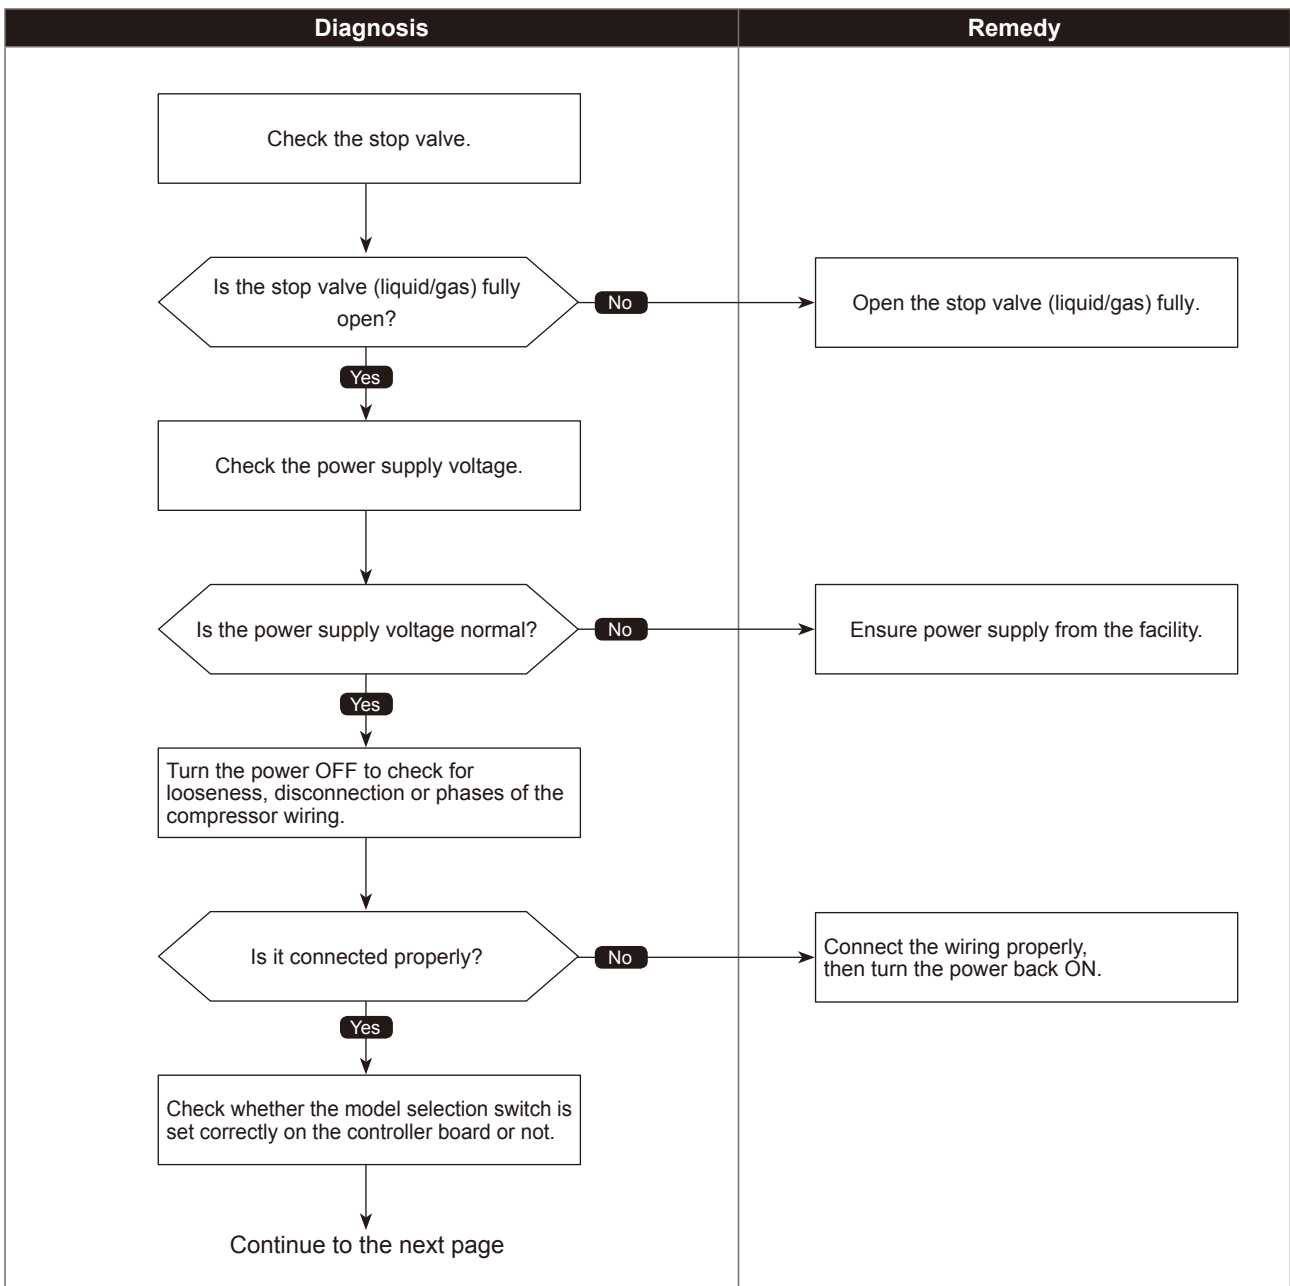 Diagnosis
Remedy
Check the stop valve.
Is the stop valve (liquid/gas) fully
open?
No
Open the stop valve (liquid/gas) fully.
Yes
Check the power supply voltage.
Is the power supply voltage normal?
No
Ensure power supply from the facility.
Yes
Turn the power OFF to check for
looseness, disconnection or phases of the
compressor wiring.
Is it connected properly?
No
Connect the wiring properly,
then turn the power back ON.
Yes
Check whether the model selection switch is
set correctly on the controller board or not.
Continue to the next page